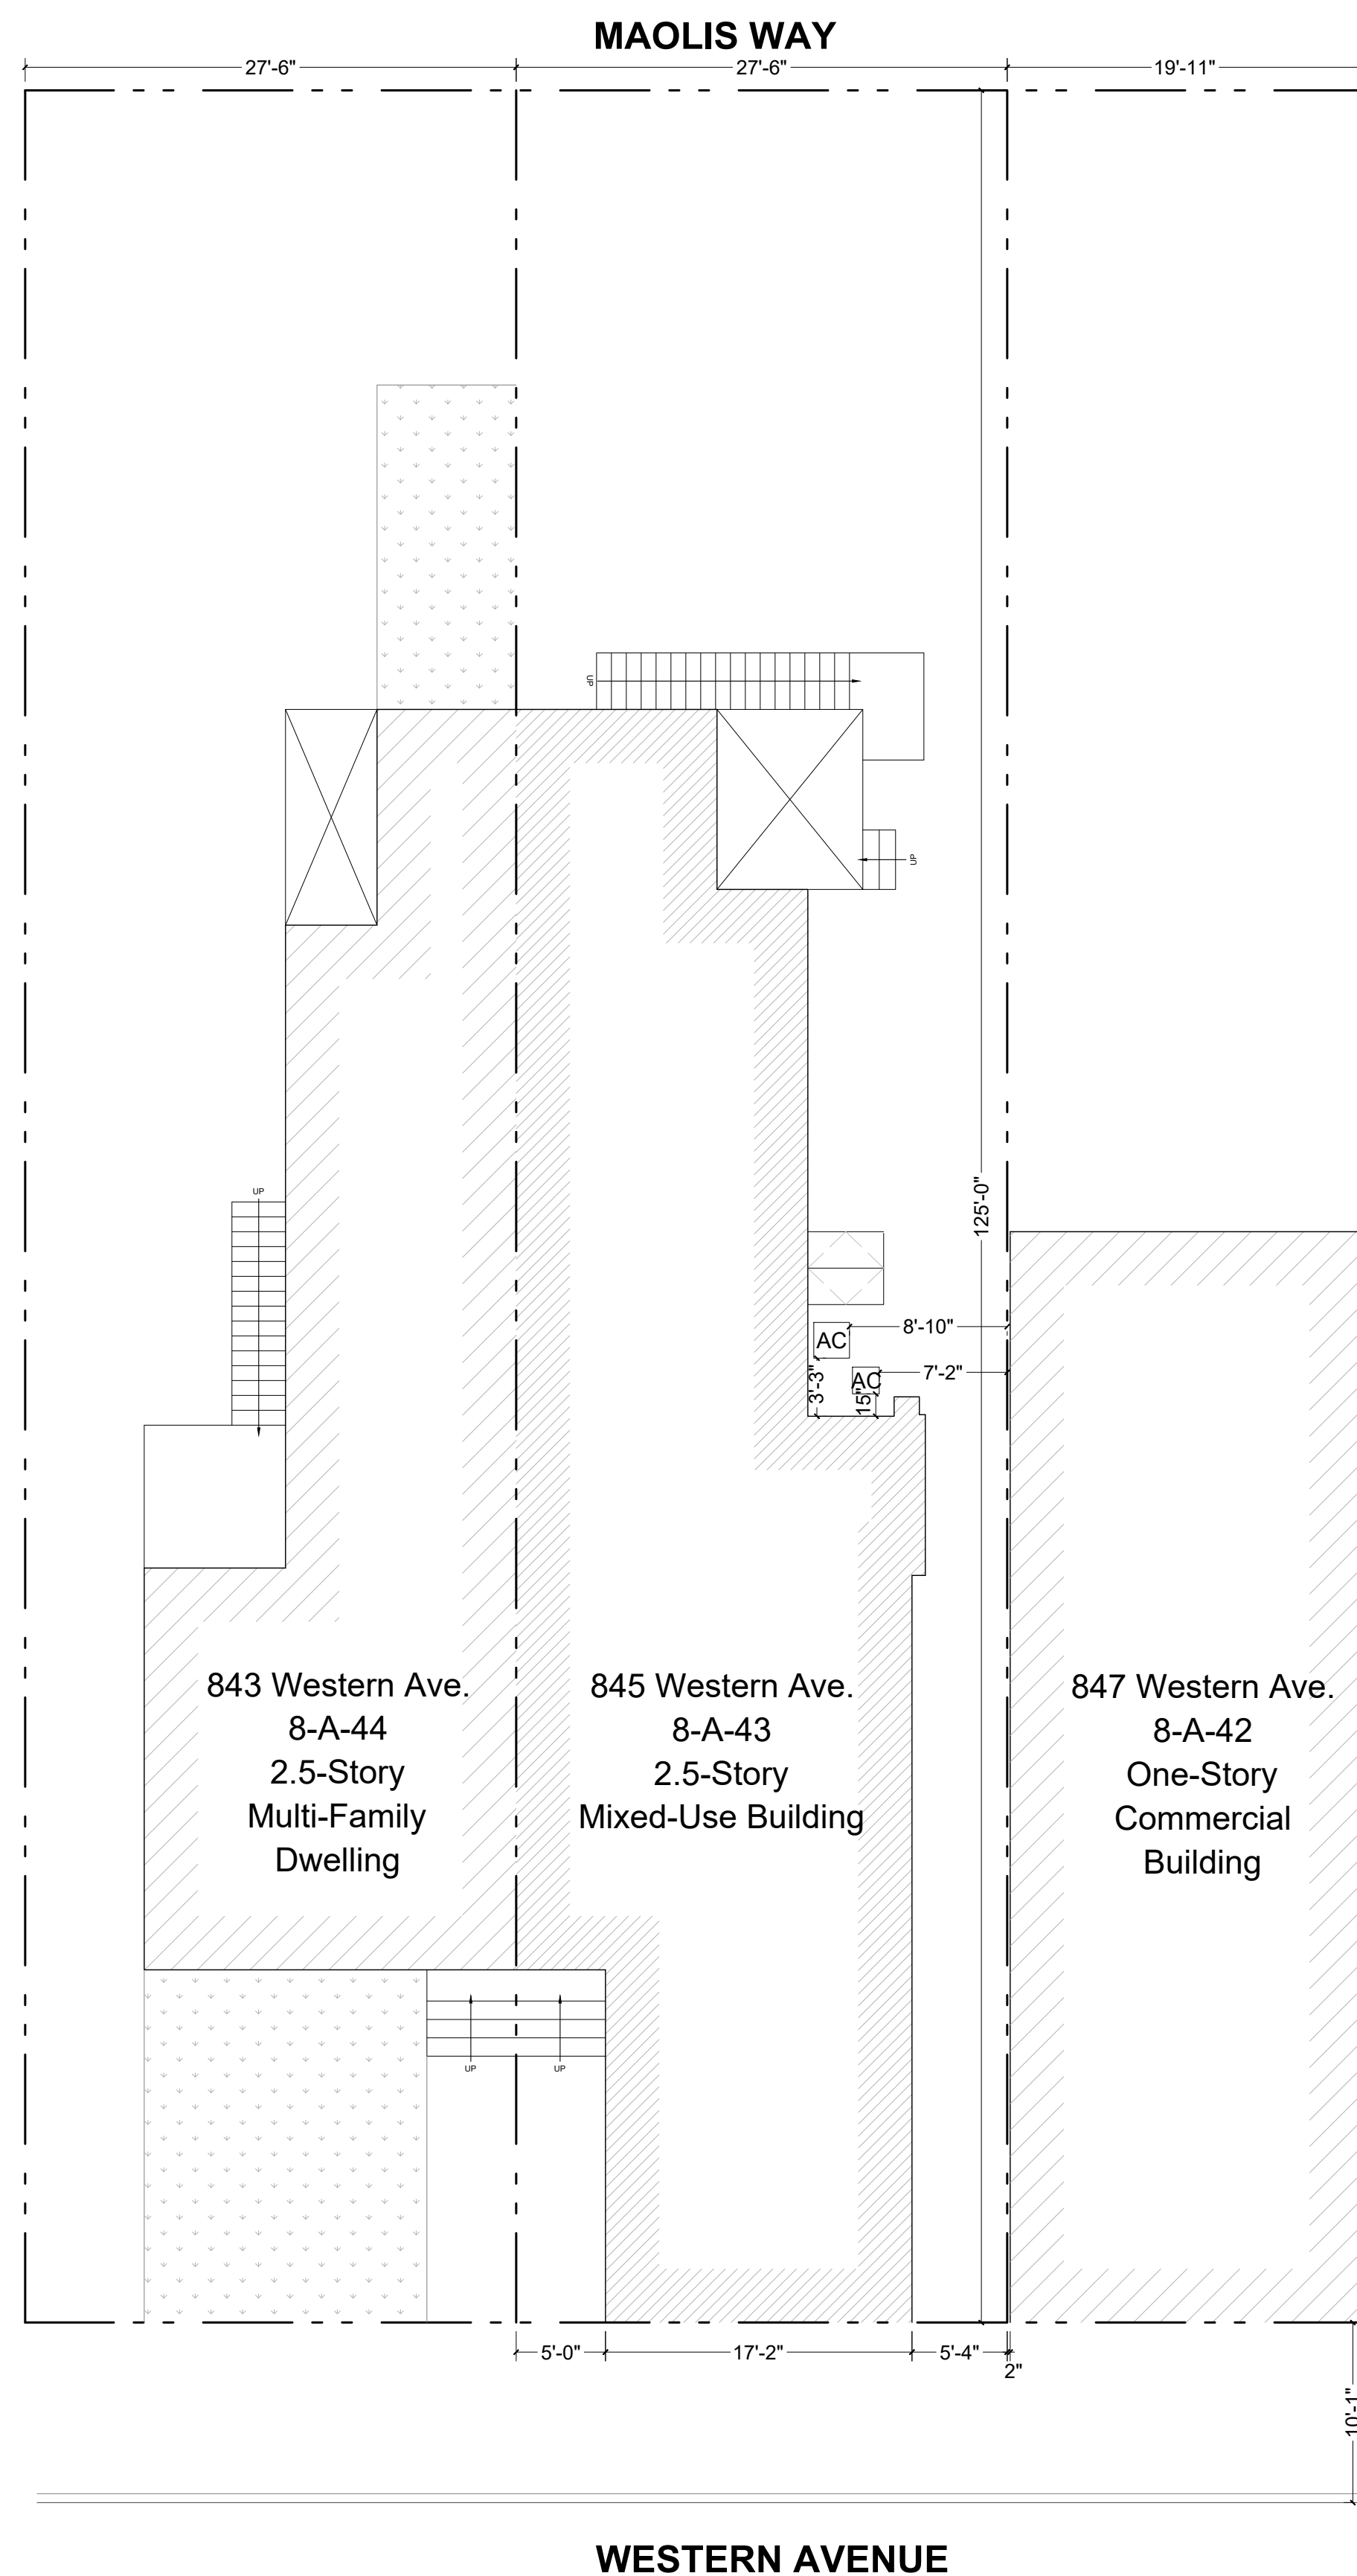 MAOLIS WAY
27'-6"
27'-6"
19'-11"
UP
UP
UP
125'-0"
8'-10"
AC
7'-2"
AC
3'-3"
15"
843 Western Ave.
8-A-44
2.5-Story
Multi-Family
Dwelling
845 Western Ave.
8-A-43
2.5-Story
Mixed-Use Building
847 Western Ave.
8-A-42
One-Story
Commercial
Building
UP
UP
5'-0"
17'-2"
5'-4"
2"
10'-1"
WESTERN AVENUE